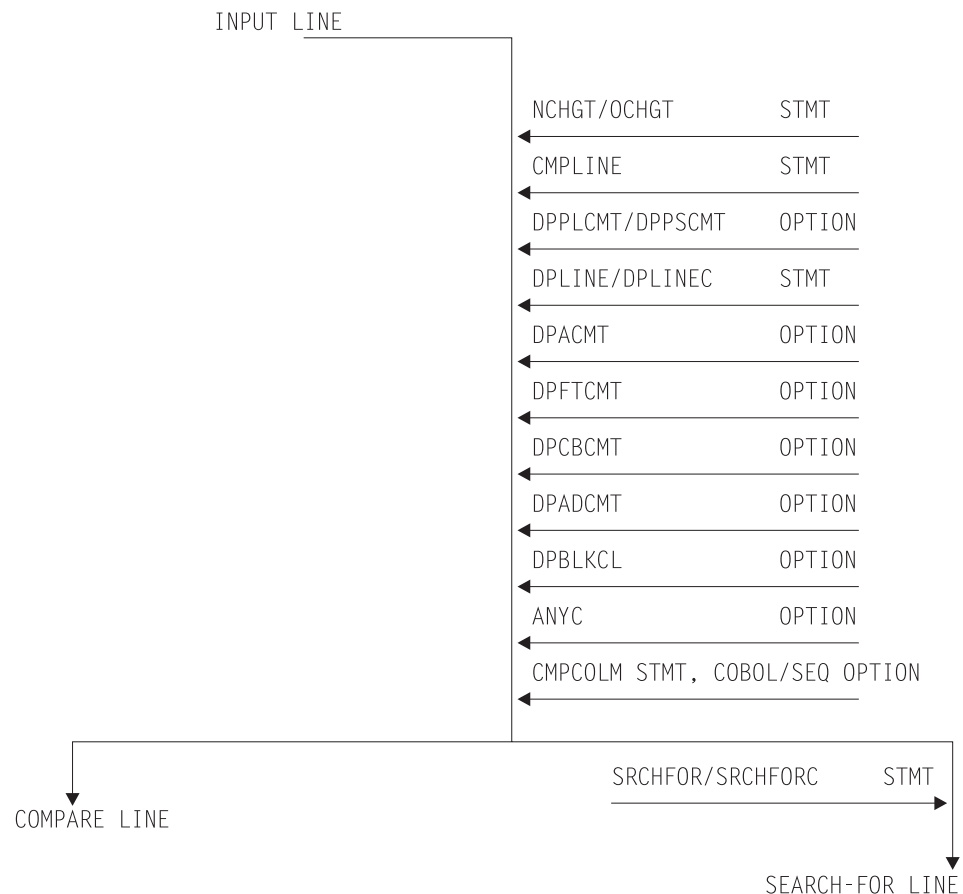 INPUT LINE
NCHGT/OCHGT STMT
CMPLINE STMT
DPPLCMT/DPPSCMT OPTION
DPLINE/DPLINEC STMT
DPACMT OPTION
DPFTCMT OPTION
DPCBCMT OPTION
DPADCMT OPTION
DPBLKCL OPTION
ANYC OPTION
CMPCOLM STMT, COBOL/SEQ OPTION
SRCHFOR/SRCHFORC STMT
COMPARE LINE
SEARCH-FOR LINE